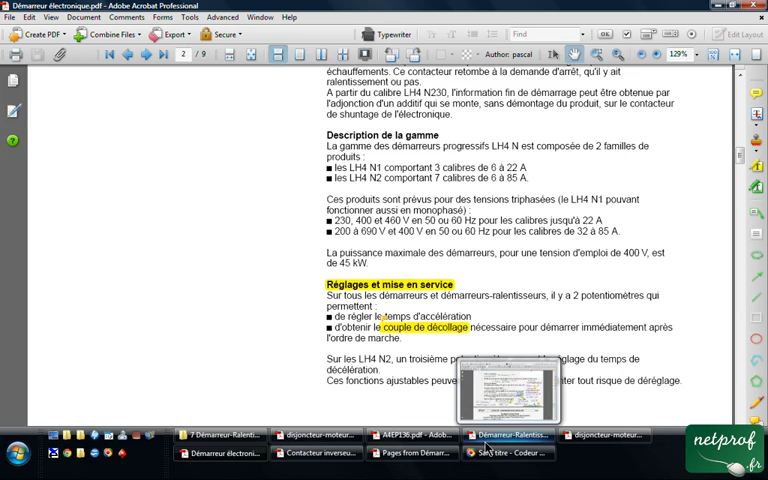 Démarreur électronique.pdf - Adobe Acrobat Professional
File Edit View Document Comments Forms Tools Advanced Window Help
Create PDF Combine Files Export Secure Typewriter Find Edit Layout
2 / 9 Author: pascal 129%
échauffements. Ce contacteur retombe à la demande d'arrêt, qu'il y ait
ralentissement ou pas.
A partir du calibre LH4 N230, l'information fin de démarrage peut être obtenue par
l'adjonction d'un additif qui se monte, sans démontage du produit, sur le contacteur
de shuntage de l'électronique.
Description de la gamme
La gamme des démarreurs progressifs LH4 N est composée de 2 familles de
produits :
■ les LH4 N1 comportant 3 calibres de 6 à 22 A
■ les LH4 N2 comportant 7 calibres de 6 à 85 A.
Ces produits sont prévus pour des tensions triphasées (le LH4 N1 pouvant
fonctionner aussi en monophasé) :
■ 230, 400 et 460 V en 50 ou 60 Hz pour les calibres jusqu'à 22 A
■ 200 à 690 V et 400 V en 50 ou 60 Hz pour les calibres de 32 à 85 A.
La puissance maximale des démarreurs, pour une tension d'emploi de 400 V, est
de 45 kW.
Réglages et mise en service
Sur tous les démarreurs et démarreurs-ralentisseurs, il y a 2 potentiomètres qui
permettent :
■ de régler le temps d'accélération
■ d'obtenir le couple de décollage nécessaire pour démarrer immédiatement après
l'ordre de marche.
Sur les LH4 N2, un troisième réglage du temps de
décélération.
Ces fonctions ajustables tout risque de déréglage.
7 Démarreur-Ralenti... disjoncteur-moteur... A4EP136.pdf - Adob... Démarreur-Ralentiss... disjoncteur-moteur...
Démarreur électroni... Contacteur inverseu... Pages from Démarr... Sans titre - Codeur ...
netprof
.fr